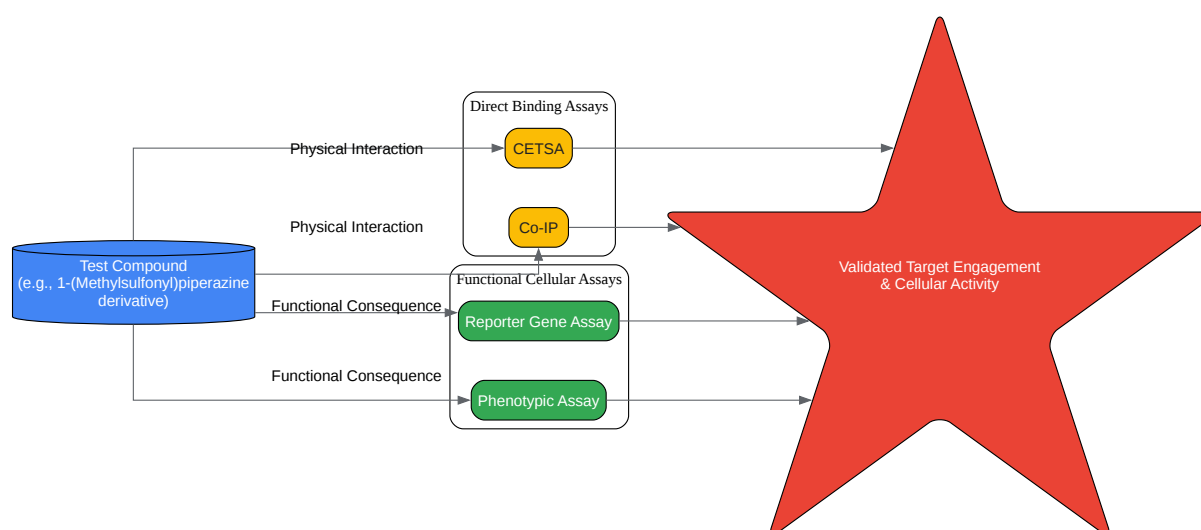 Direct Binding Assays
Physical Interaction
CETSA
Physical Interaction
Co-IP
Test Compound
(e.g., 1-(Methylsulfonyl)piperazine
derivative)
Functional Cellular Assays
Functional Consequence
Reporter Gene Assay
Functional Consequence
Phenotypic Assay
Validated Target Engagement
& Cellular Activity